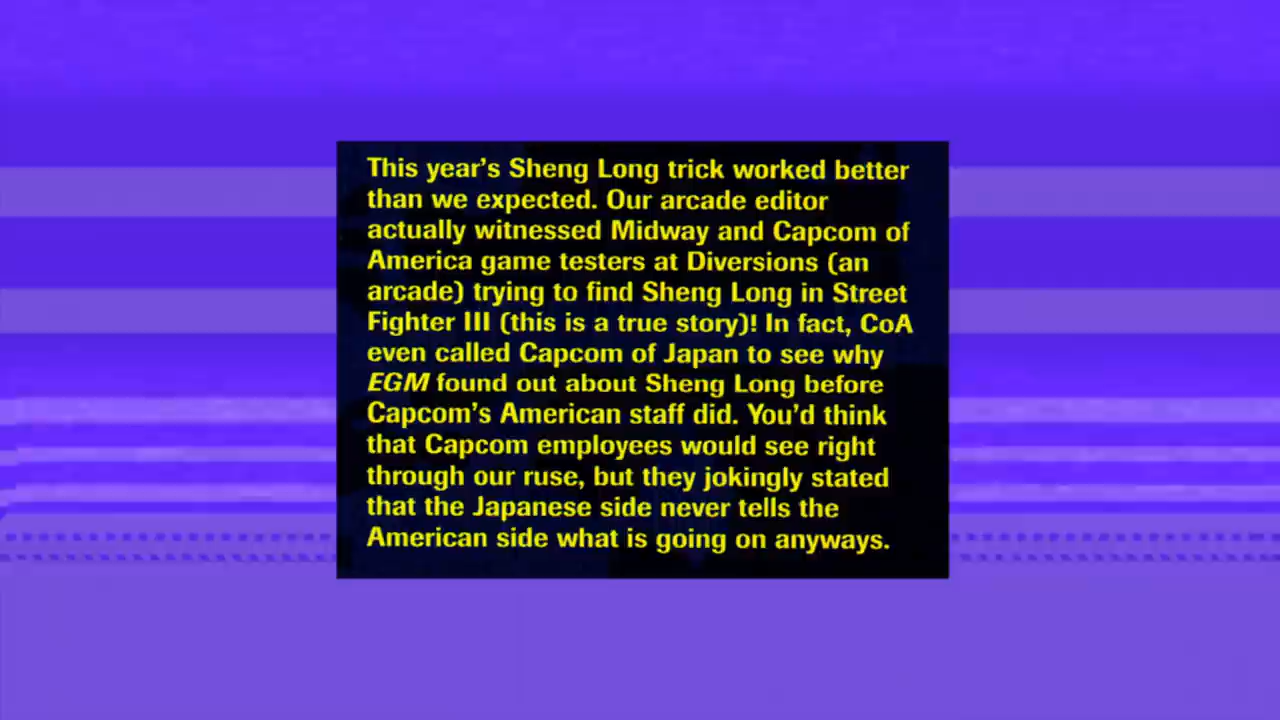 This year's Sheng Long trick worked better
than we expected. Our arcade editor
actually witnessed Midway and Capcom of
America game testers at Diversions (an
arcade) trying to find Sheng Long in Street
Fighter III (this is a true story)! In fact, CoA
even called Capcom of Japan to see why
EGM found out about Sheng Long before
Capcom's American staff did. You'd think
that Capcom employees would see right
through our ruse, but they jokingly stated
that the Japanese side never tells the
American side what is going on anyways.